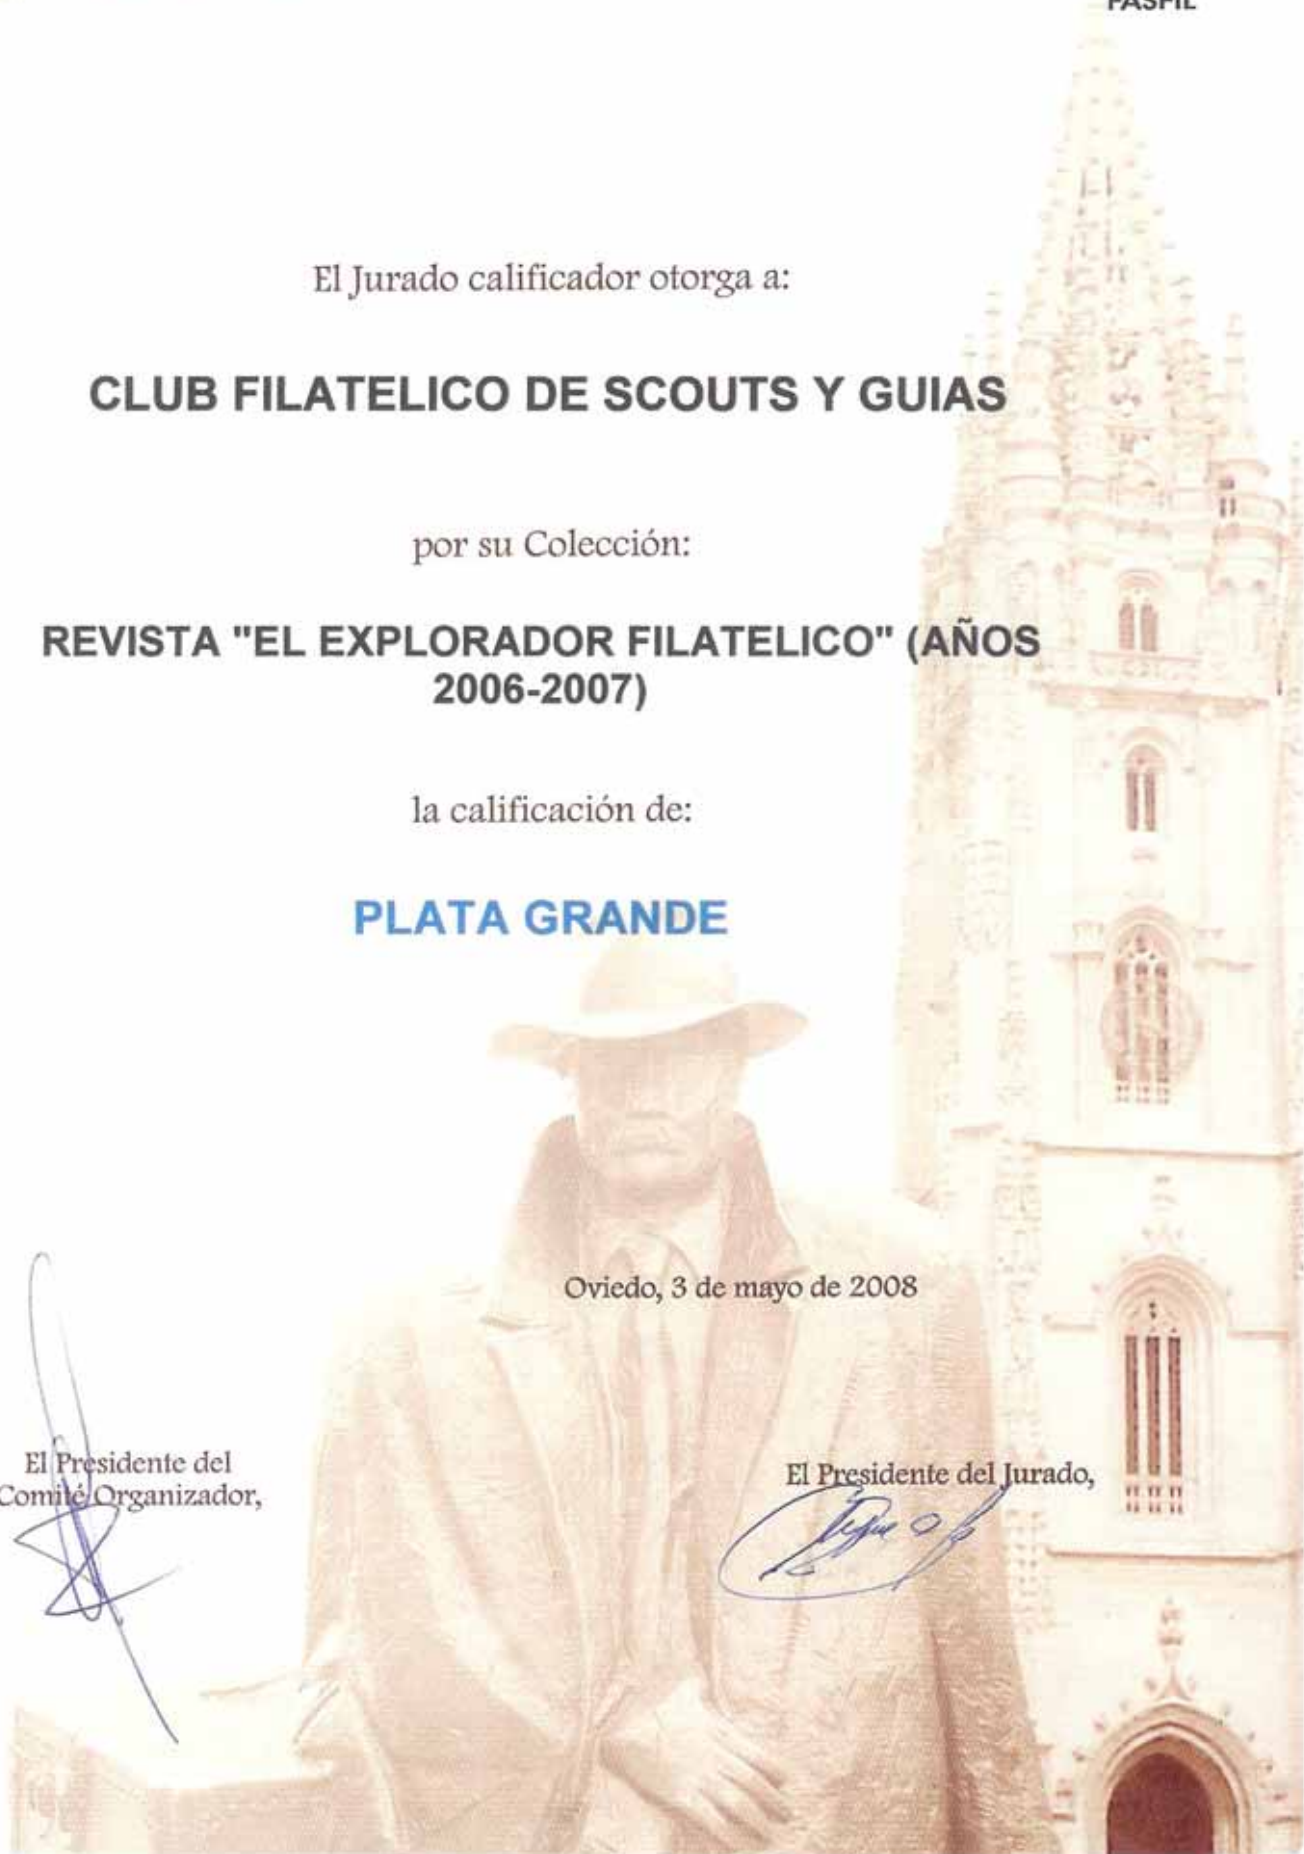 FASFIL
El Jurado calificador otorga a:
CLUB FILATELICO DE SCOUTS Y GUIAS
por su Colección:
REVISTA "EL EXPLORADOR FILATELICO" (AÑOS
2006-2007)
la calificación de:
PLATA GRANDE
Oviedo, 3 de mayo de 2008
El Presidente del
Comité Organizador,
El Presidente del Jurado,